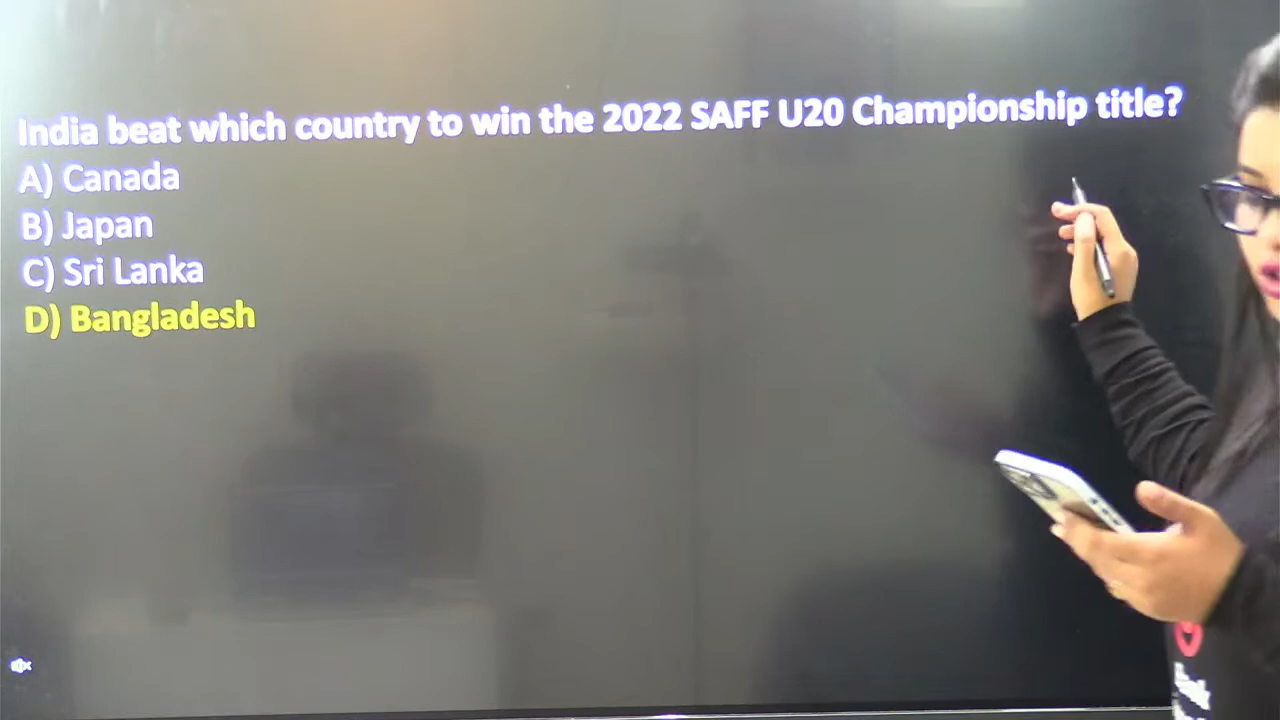 India beat which country to win the 2022 SAFF U20 Championship title?
A) Canada
B) Japan
C) Sri Lanka
D) Bangladesh